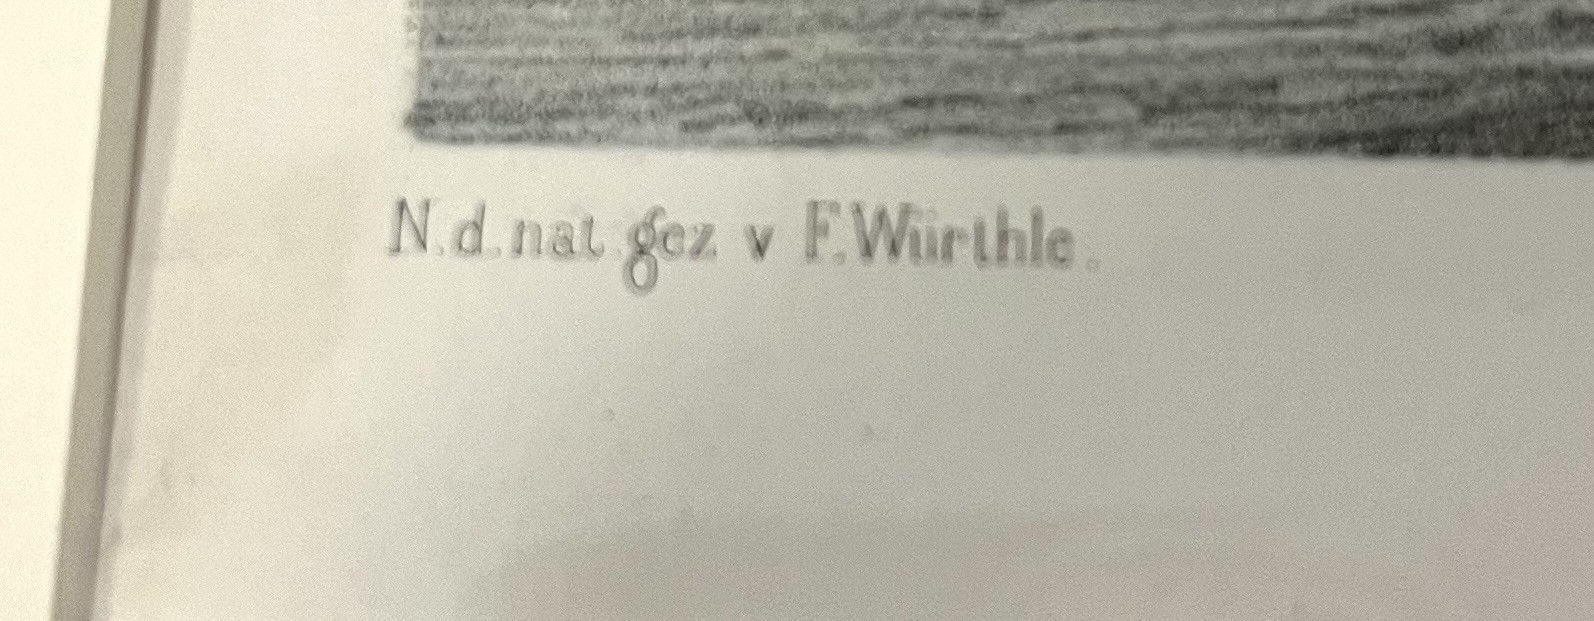 N. d. nat. gez v F. Würthle.